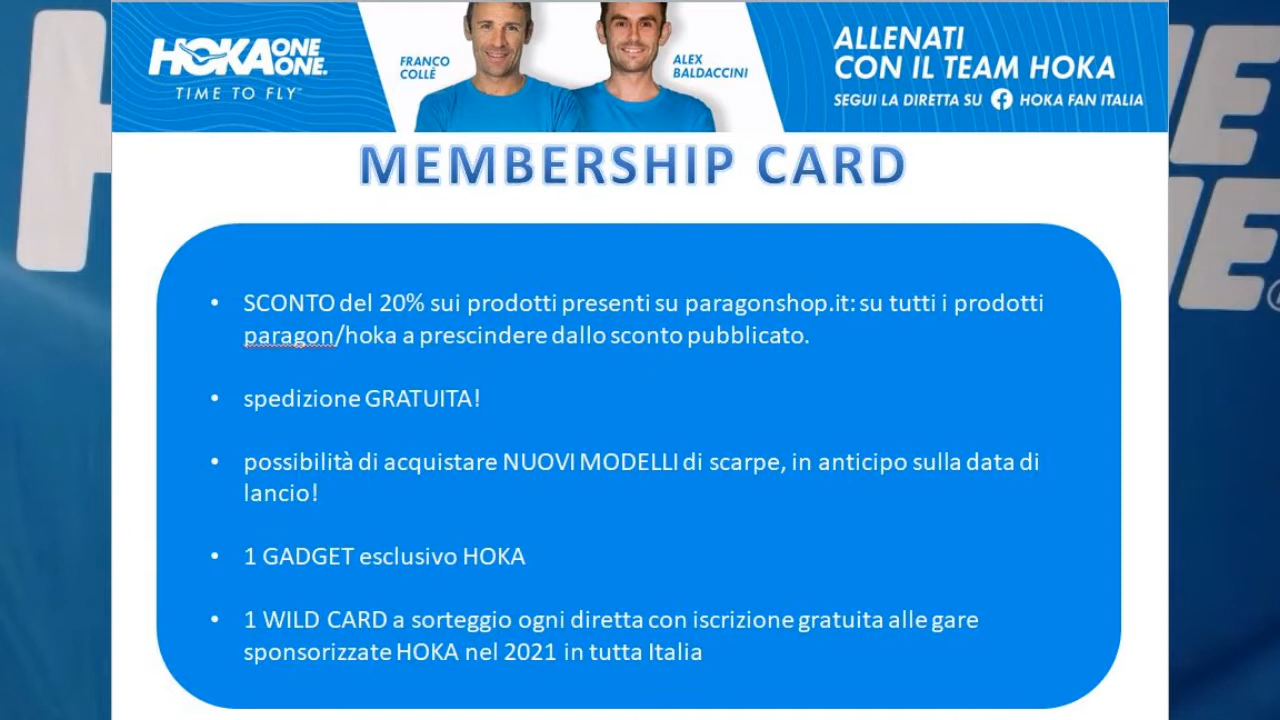 HOKA ONE ONE.
TIME TO FLY™
FRANCO
COLLÈ
ALEX
BALDACCINI
ALLENATI
CON IL TEAM HOKA
SEGUI LA DIRETTA SU f HOKA FAN ITALIA
MEMBERSHIP CARD
• SCONTO del 20% sui prodotti presenti su paragonshop.it: su tutti i prodotti
paragon/hoka a prescindere dallo sconto pubblicato.
• spedizione GRATUITA!
• possibilità di acquistare NUOVI MODELLI di scarpe, in anticipo sulla data di
lancio!
• 1 GADGET esclusivo HOKA
• 1 WILD CARD a sorteggio ogni diretta con iscrizione gratuita alle gare
sponsorizzate HOKA nel 2021 in tutta Italia